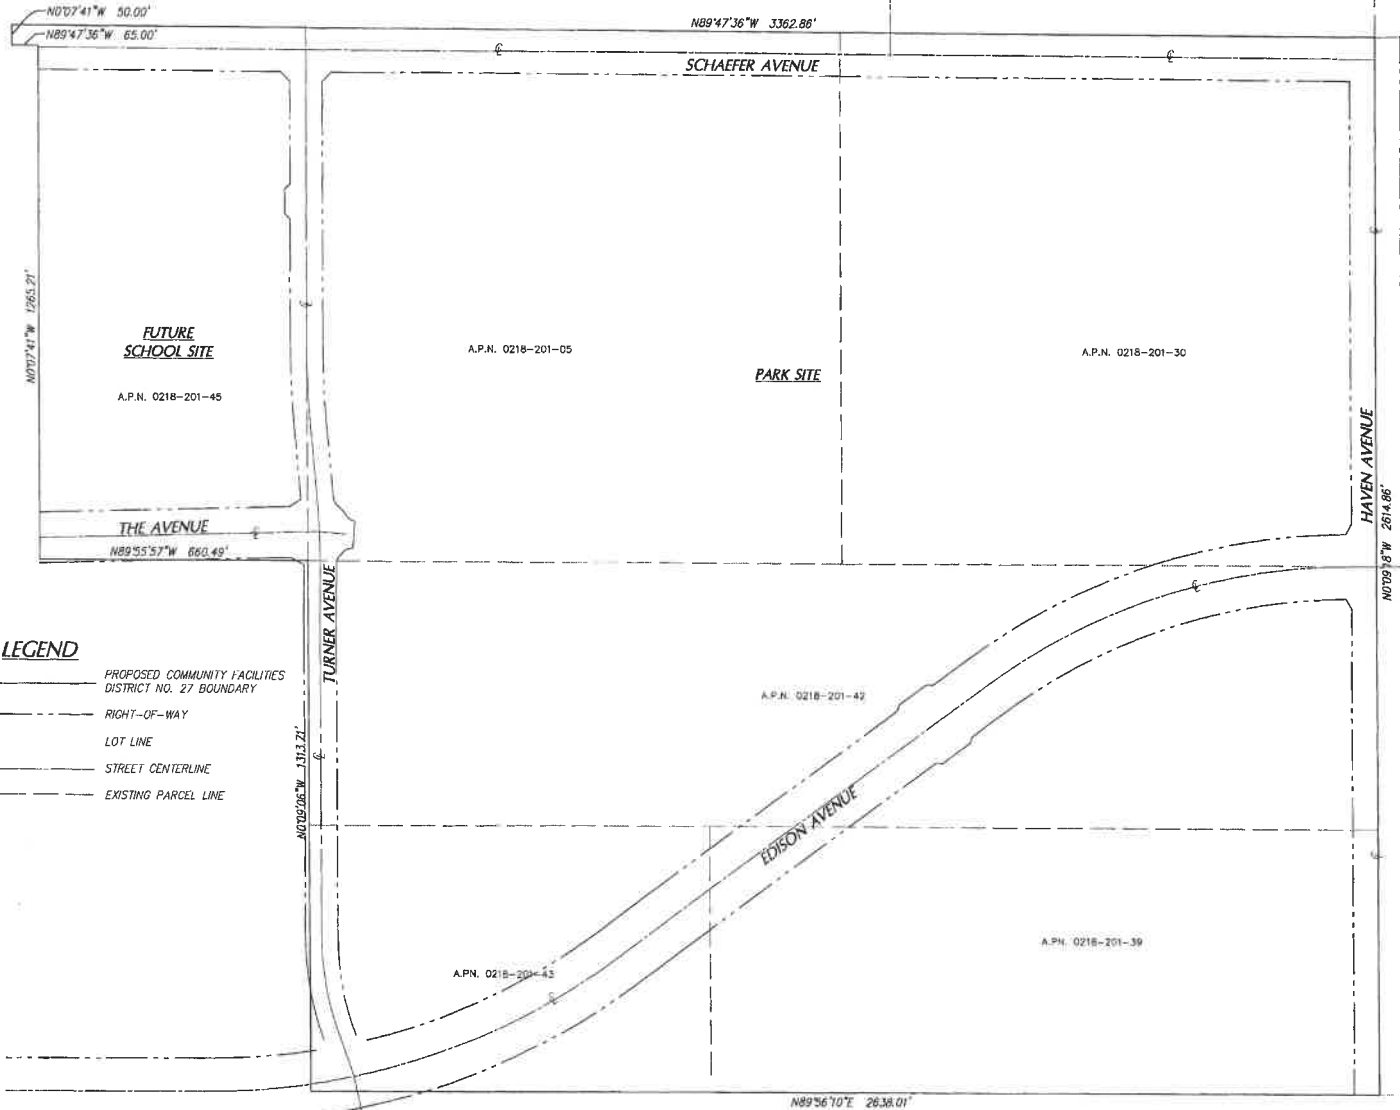 N0°07'41"W 50.00'
N89°47'36"W 65.00'
N89°47'36"W 3362.86'
SCHAEFER AVENUE
N0°07'41"W 1265.21'
FUTURE
SCHOOL SITE
A.P.N. 0218-201-45
A.P.N. 0218-201-05
PARK SITE
A.P.N. 0218-201-30
HAVEN AVENUE
N0°09'18"W 2614.86'
THE AVENUE
N89°55'57"W 660.49'
TURNER AVENUE
LEGEND
PROPOSED COMMUNITY FACILITIES
DISTRICT NO. 27 BOUNDARY
RIGHT-OF-WAY
LOT LINE
STREET CENTERLINE
EXISTING PARCEL LINE
N0°09'06"W 1313.71'
A.P.N. 0218-201-42
EDISON AVENUE
A.PN. 0218-201-43
A.PN. 0218-201-39
N89°56'10"E 2638.01'